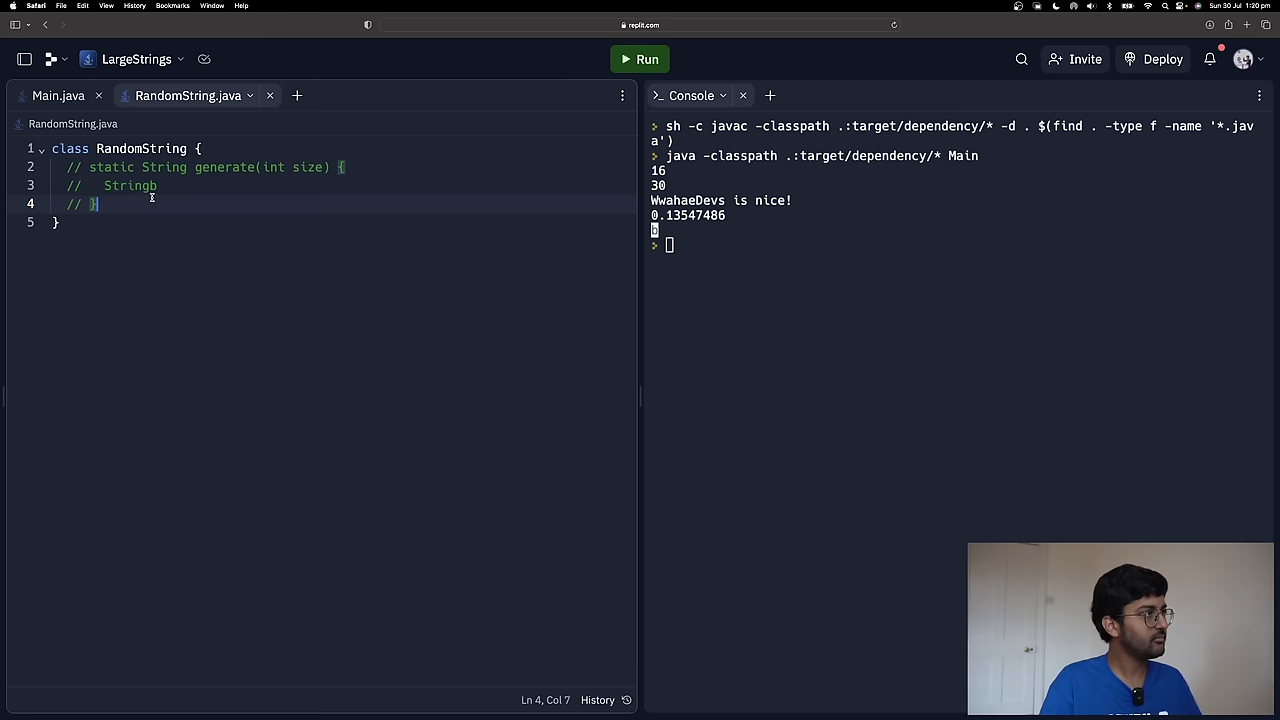 Safari File Edit View History Bookmarks Window Help Sun 30 Jul 1:20 pm
replit.com
LargeStrings Run Invite Deploy
Main.java RandomString.java Console
RandomString.java
1 class RandomString {
2 // static String generate(int size) {
3 // Stringb
4 // }
5 }
sh -c javac -classpath .:target/dependency/* -d . $(find . -type f -name '*.jav
a')
java -classpath .:target/dependency/* Main
16
30
WwahaeDevs is nice!
0.13547486
b
Ln 4, Col 7 History